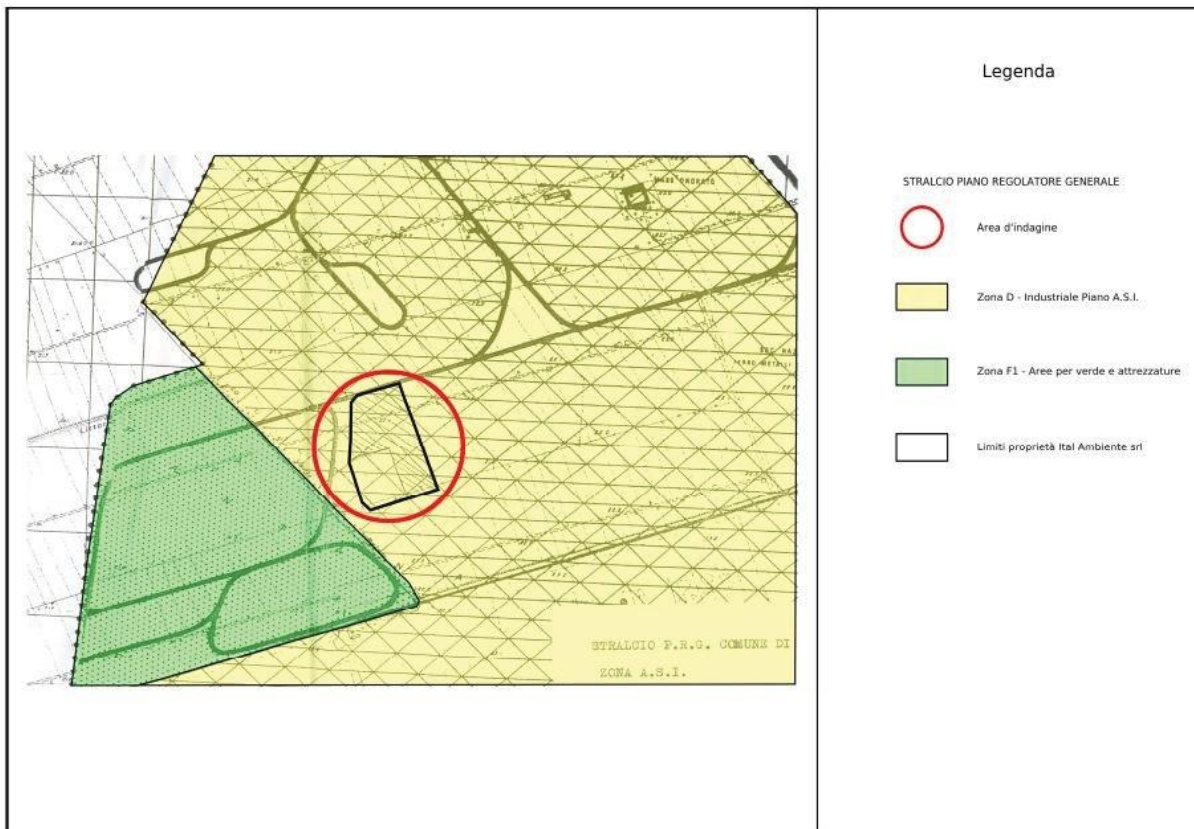 Legenda
STRALCIO PIANO REGOLATORE GENERALE
Area d'indagine
Zona D - Industriale Piano A.S.I.
Zona F1 - Aree per verde e attrezzature
Limiti proprietà Ital Ambiente srl
STRALCIO P.R.G. COMUNE DI
ZONA A.S.I.